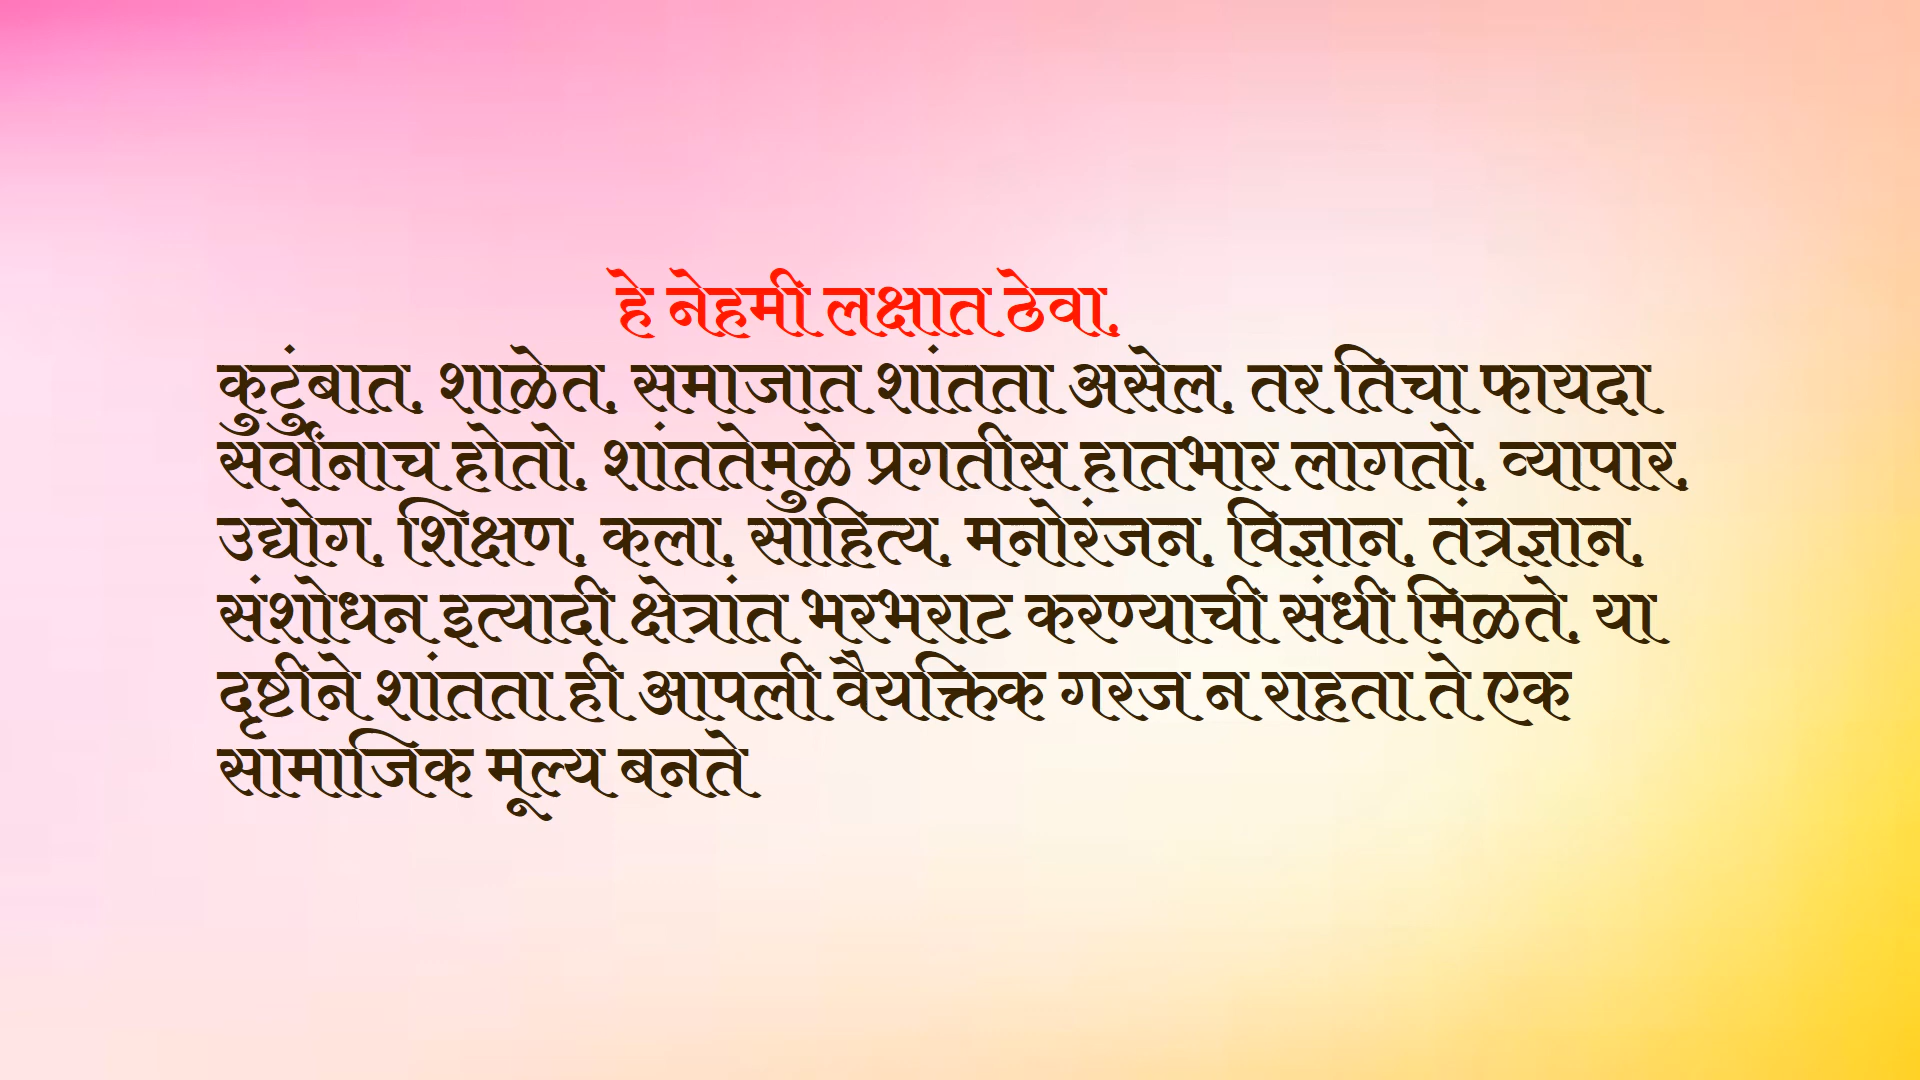 हे नेहमी लक्षात ठेवा.
कुटुंबात, शाळेत, समाजात शांतता असेल, तर तिचा फायदा
सर्वांनाच होतो. शांततेमुळे प्रगतीस हातभार लागतो. व्यापार,
उद्योग, शिक्षण, कला, साहित्य, मनोरंजन, विज्ञान, तंत्रज्ञान,
संशोधन इत्यादी क्षेत्रांत भरभराट करण्याची संधी मिळते. या
दृष्टीने शांतता ही आपली वैयक्तिक गरज न राहता ते एक
सामाजिक मूल्य बनते